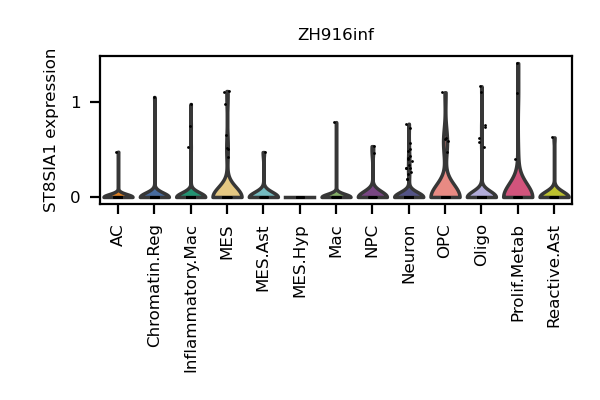 ZH916inf
ST8SIA1 expression
1
0
AC
Chromatin.Reg
Inflammatory.Mac
MES
MES.Ast
MES.Hyp
Mac
NPC
Neuron
OPC
Oligo
Prolif.Metab
Reactive.Ast